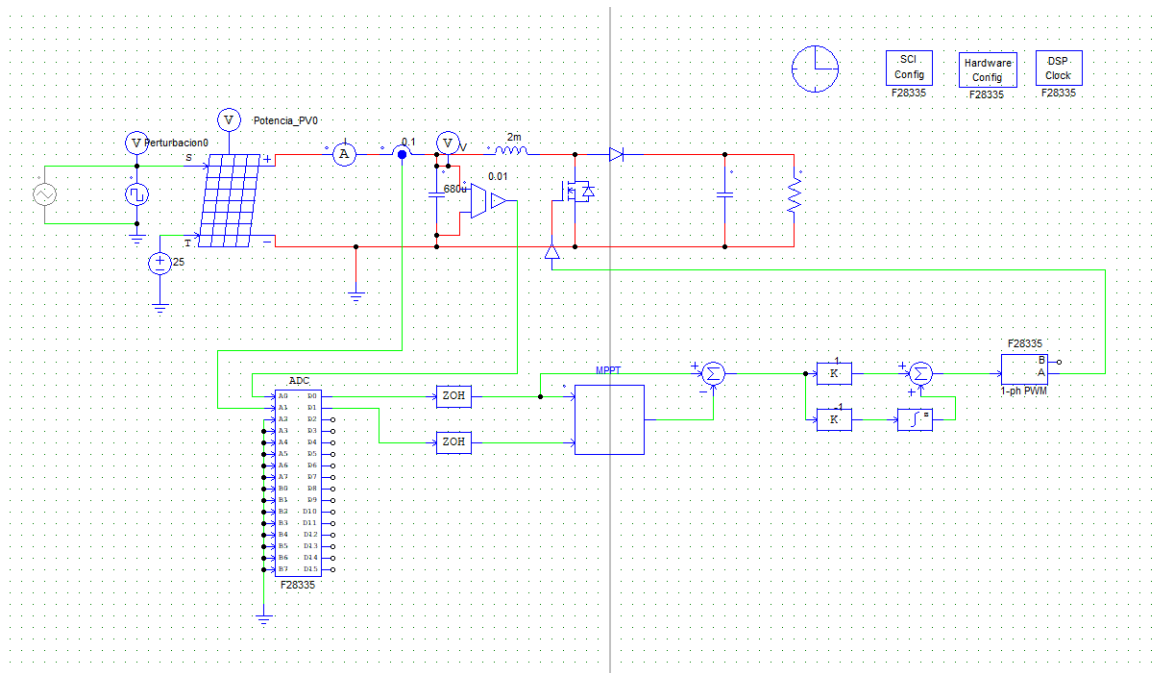 SCI
Config
F28335
Hardware
Config
F28335
DSP
Clock
F28335
V
Potencia_PV0
V
Perturbacion0
S
+
I
A
0.1
V
V
2m
680u
0.01
T
−
+
−
25
ADC
A0
A1
A2
A3
A4
A5
A6
A7
B0
B1
B2
B3
B4
B5
B6
B7
D0
D1
D2
D3
D4
D5
D6
D7
D8
D9
D10
D11
D12
D13
D14
D15
F28335
ZOH
ZOH
MPPT
+
Σ
−
1
K
-1
K
+
Σ
+
∫
F28335
B
A
1-ph PWM